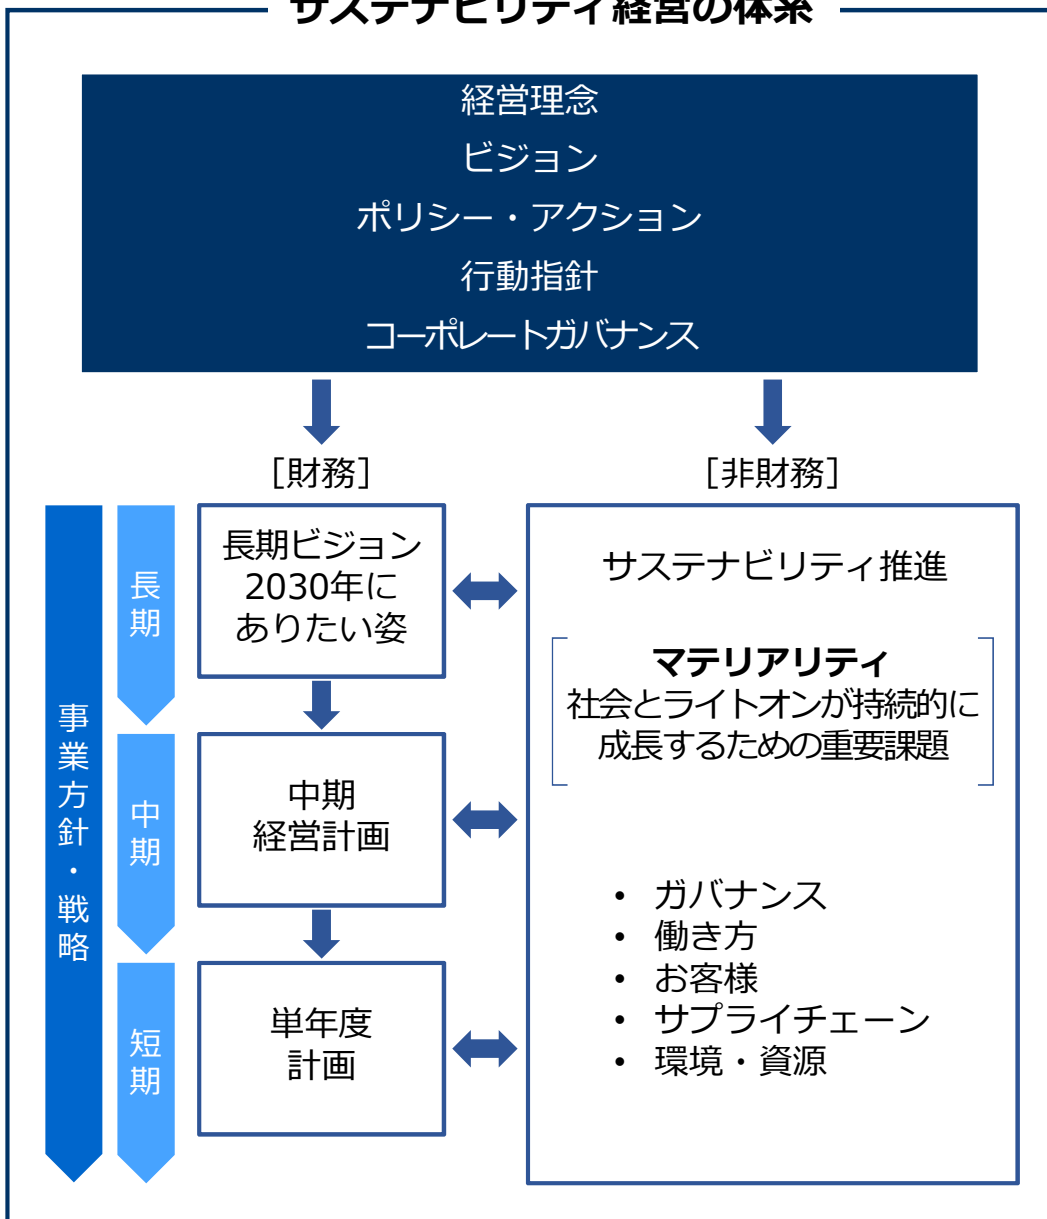 サステナビリティ経営の体系
経営理念
ビジョン
ポリシー・アクション
行動指針
コーポレートガバナンス
［財務］
［非財務］
事業方針・戦略
長期
中期
短期
長期ビジョン
2030年に
ありたい姿
中期
経営計画
単年度
計画
サステナビリティ推進
マテリアリティ
社会とライトオンが持続的に
成長するための重要課題
• ガバナンス
• 働き方
• お客様
• サプライチェーン
• 環境・資源